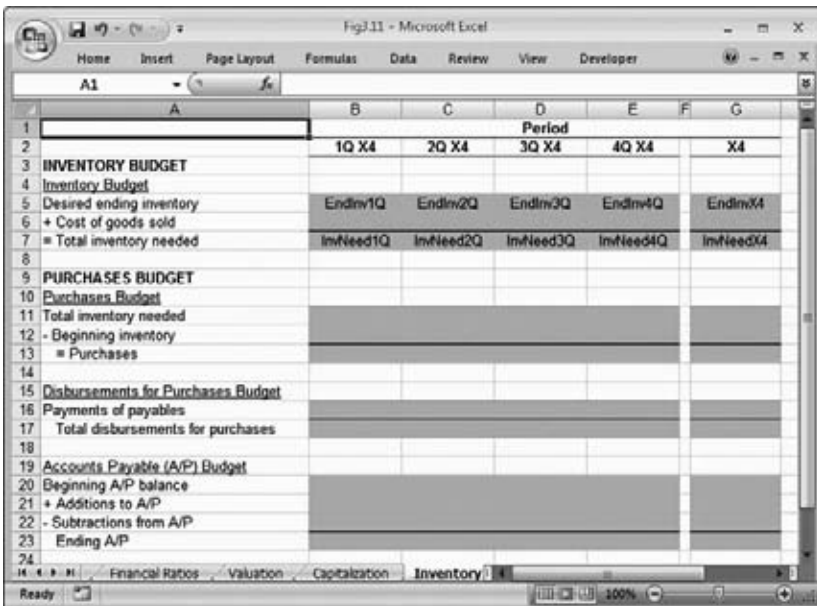 Fig3.11 - Microsoft Excel
Home Insert Page Layout Formulas Data Review View Developer
A1 fx
A B C D E F G
1 Period
2 1Q X4 2Q X4 3Q X4 4Q X4 X4
3 INVENTORY BUDGET
4 Inventory Budget
5 Desired ending inventory EndInv1Q EndInv2Q EndInv3Q EndInv4Q EndInvX4
6 + Cost of goods sold
7 = Total inventory needed InvNeed1Q InvNeed2Q InvNeed3Q InvNeed4Q InvNeedX4
8
9 PURCHASES BUDGET
10 Purchases Budget
11 Total inventory needed
12 - Beginning inventory
13 = Purchases
14
15 Disbursements for Purchases Budget
16 Payments of payables
17 Total disbursements for purchases
18
19 Accounts Payable (A/P) Budget
20 Beginning A/P balance
21 + Additions to A/P
22 - Subtractions from A/P
23 Ending A/P
24
Financial Ratios Valuation Capitalization Inventory
Ready 100%